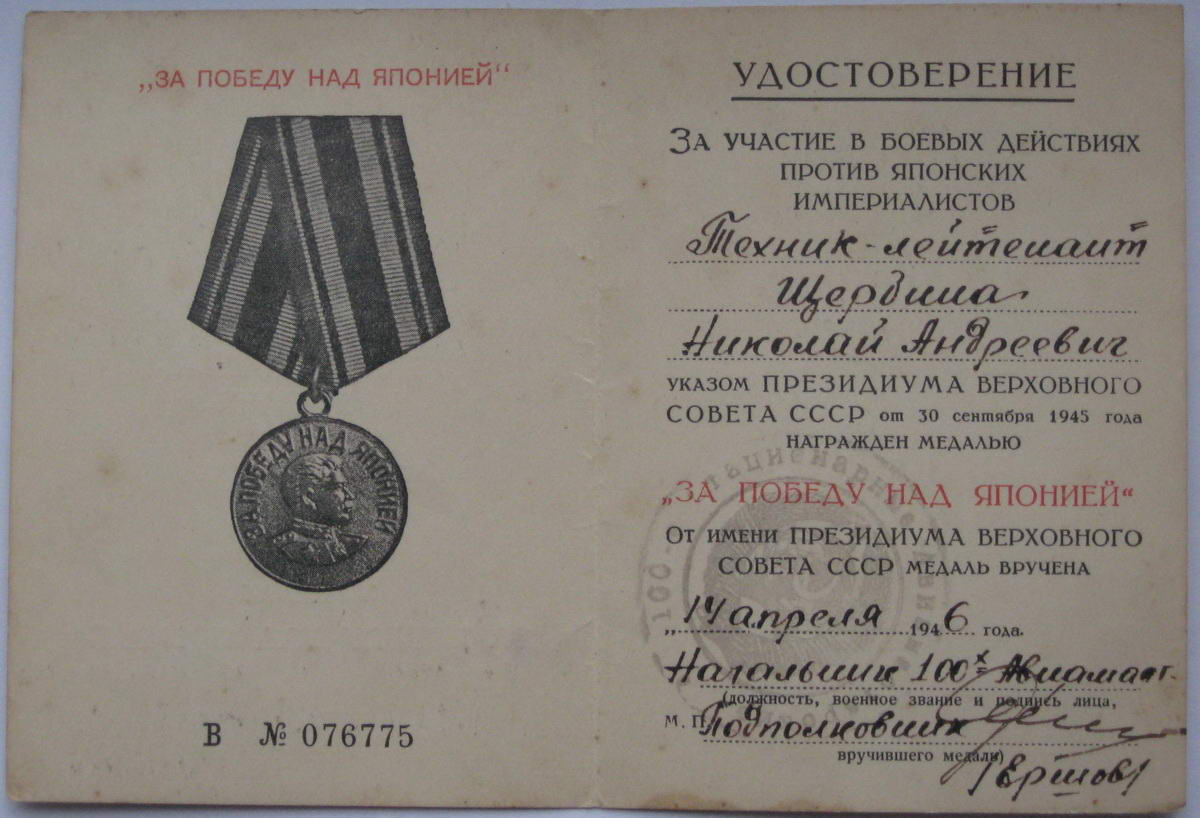 „ЗА ПОБЕДУ НАД ЯПОНИЕЙ“
ЗА ПОБЕДУ НАД ЯПОНИЕЙ
В № 076775
УДОСТОВЕРЕНИЕ
За участие в боевых действиях
против японских
империалистов
Техник-лейтенант
Щербина
Николай Андреевич
указом ПРЕЗИДИУМА ВЕРХОВНОГО
СОВЕТА СССР от 30 сентября 1945 года
награжден медалью
„ЗА ПОБЕДУ НАД ЯПОНИЕЙ“
От имени ПРЕЗИДИУМА ВЕРХОВНОГО
СОВЕТА СССР медаль вручена
„14 апреля 1946 года.
Начальник 100х Авиамаст.
(должность, военное звание и подпись лица,
М. П. Подполковник
вручившего медаль)
/Ершов/